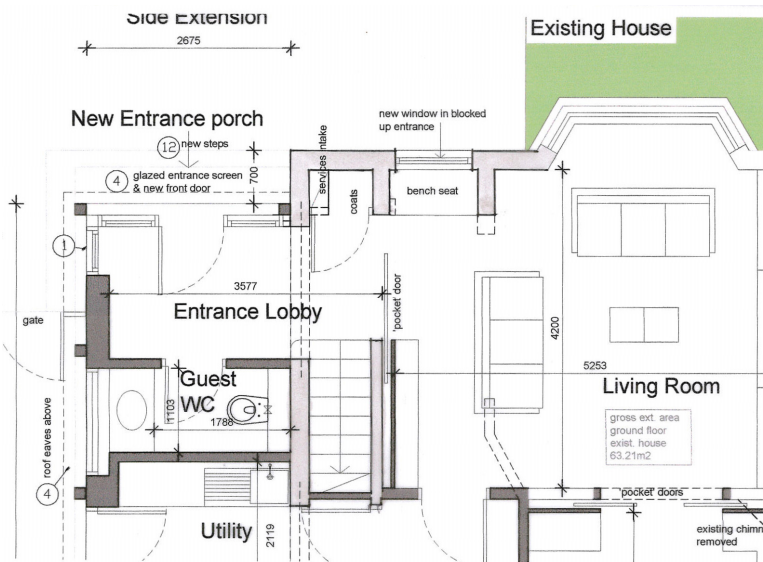 Side Extension
2675
Existing House
New Entrance porch
12 new steps
new window in blocked
up entrance
4 glazed entrance screen
& new front door
700
services intake
coats
bench seat
1
3577
Entrance Lobby
'pocket' door
gate
4200
5253
Living Room
Guest
WC
1103
1788
gross ext. area
ground floor
exist. house
63.21m2
roof eaves above
4
'pocket' doors
Utility
2119
existing chimn
removed